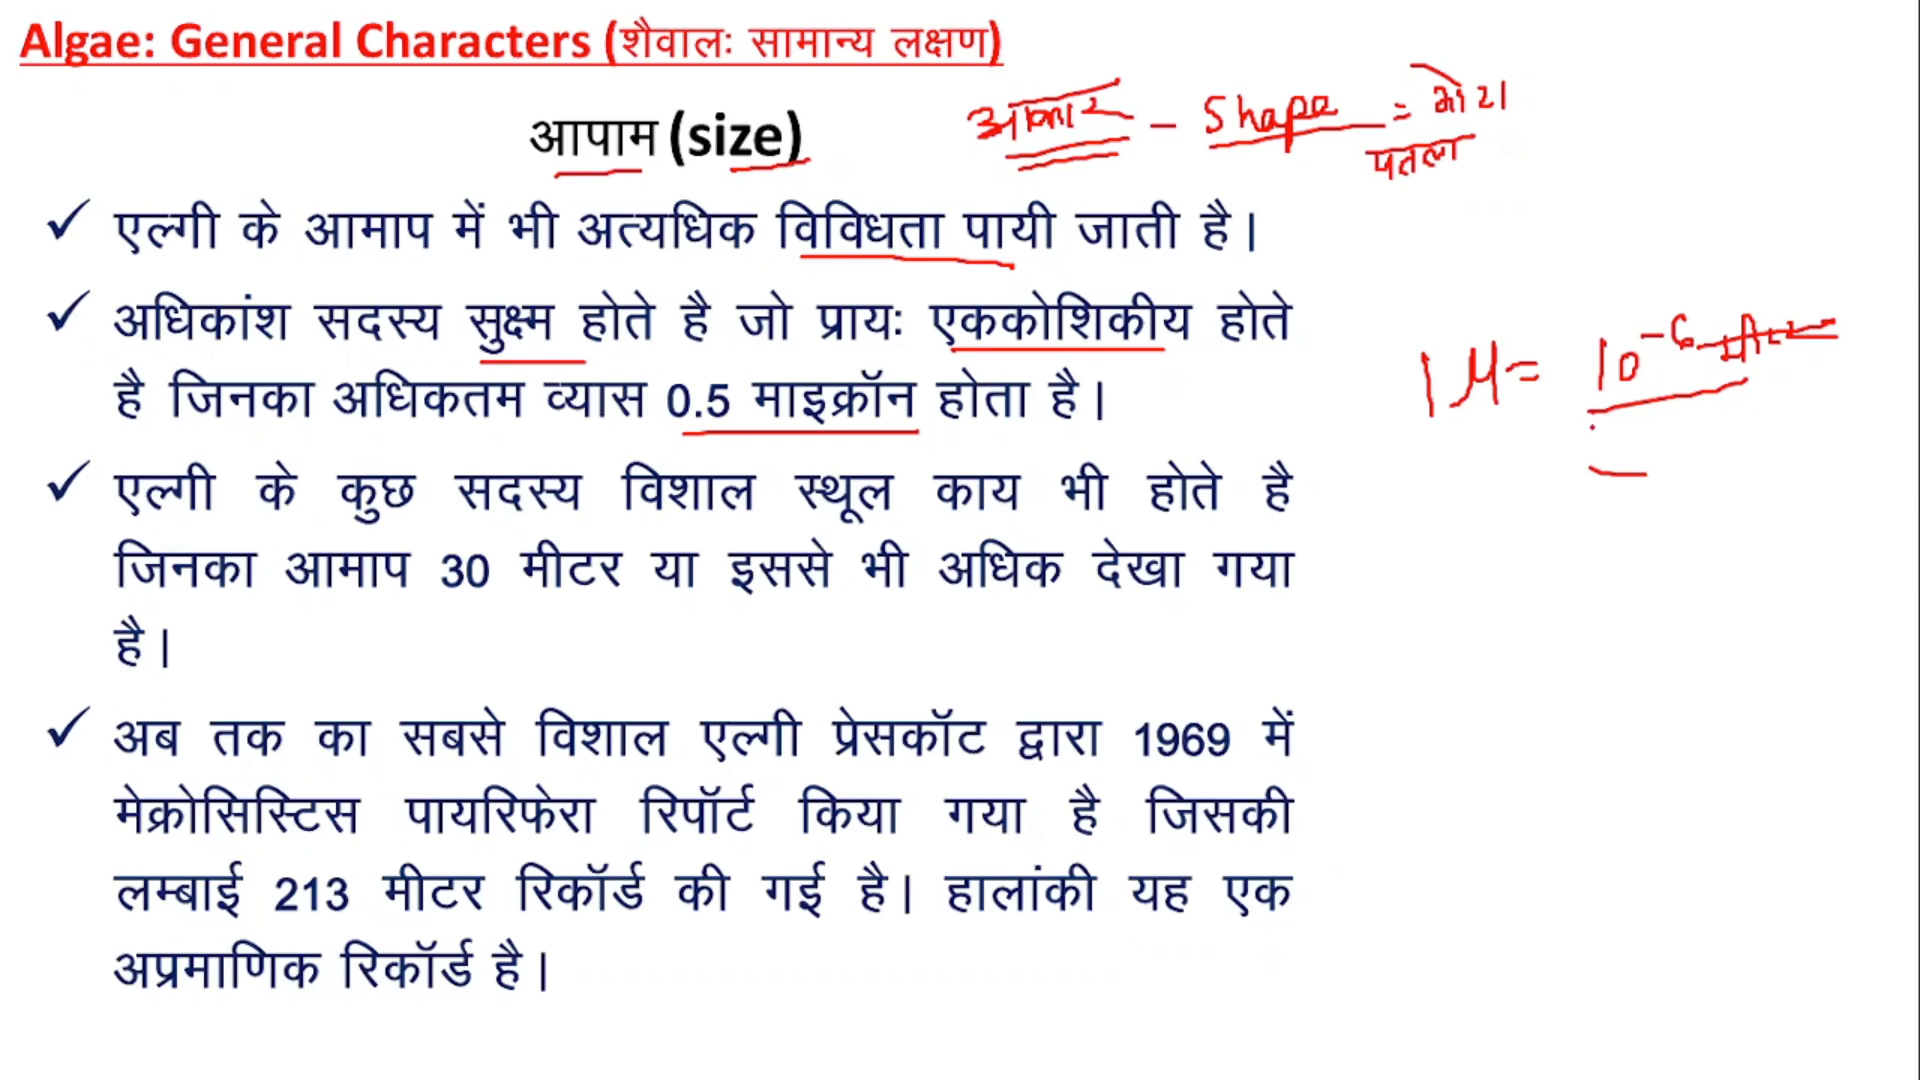 Algae: General Characters (शैवालः सामान्य लक्षण)
आपाम (size)
आकार - Shape = मोटा
पतला
✓ एल्गी के आमाप में भी अत्यधिक विविधता पायी जाती है।
✓ अधिकांश सदस्य सुक्ष्म होते है जो प्रायः एककोशिकीय होते
है जिनका अधिकतम व्यास 0.5 माइक्रॉन होता है।
1 μ = 10⁻⁶ मीटर
✓ एल्गी के कुछ सदस्य विशाल स्थूल काय भी होते है
जिनका आमाप 30 मीटर या इससे भी अधिक देखा गया
है।
✓ अब तक का सबसे विशाल एल्गी प्रेसकॉट द्वारा 1969 में
मेक्रोसिस्टिस पायरिफेरा रिपॉर्ट किया गया है जिसकी
लम्बाई 213 मीटर रिकॉर्ड की गई है। हालांकी यह एक
अप्रमाणिक रिकॉर्ड है।